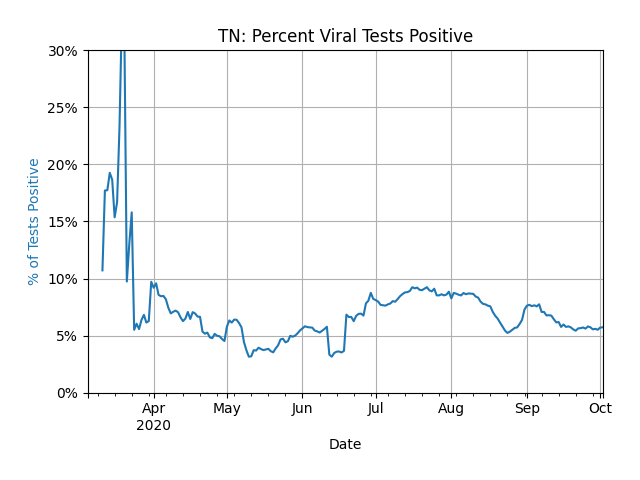 TN: Percent Viral Tests Positive
30%
25%
20%
15%
10%
5%
0%
% of Tests Positive
Apr May Jun Jul Aug Sep Oct
2020
Date